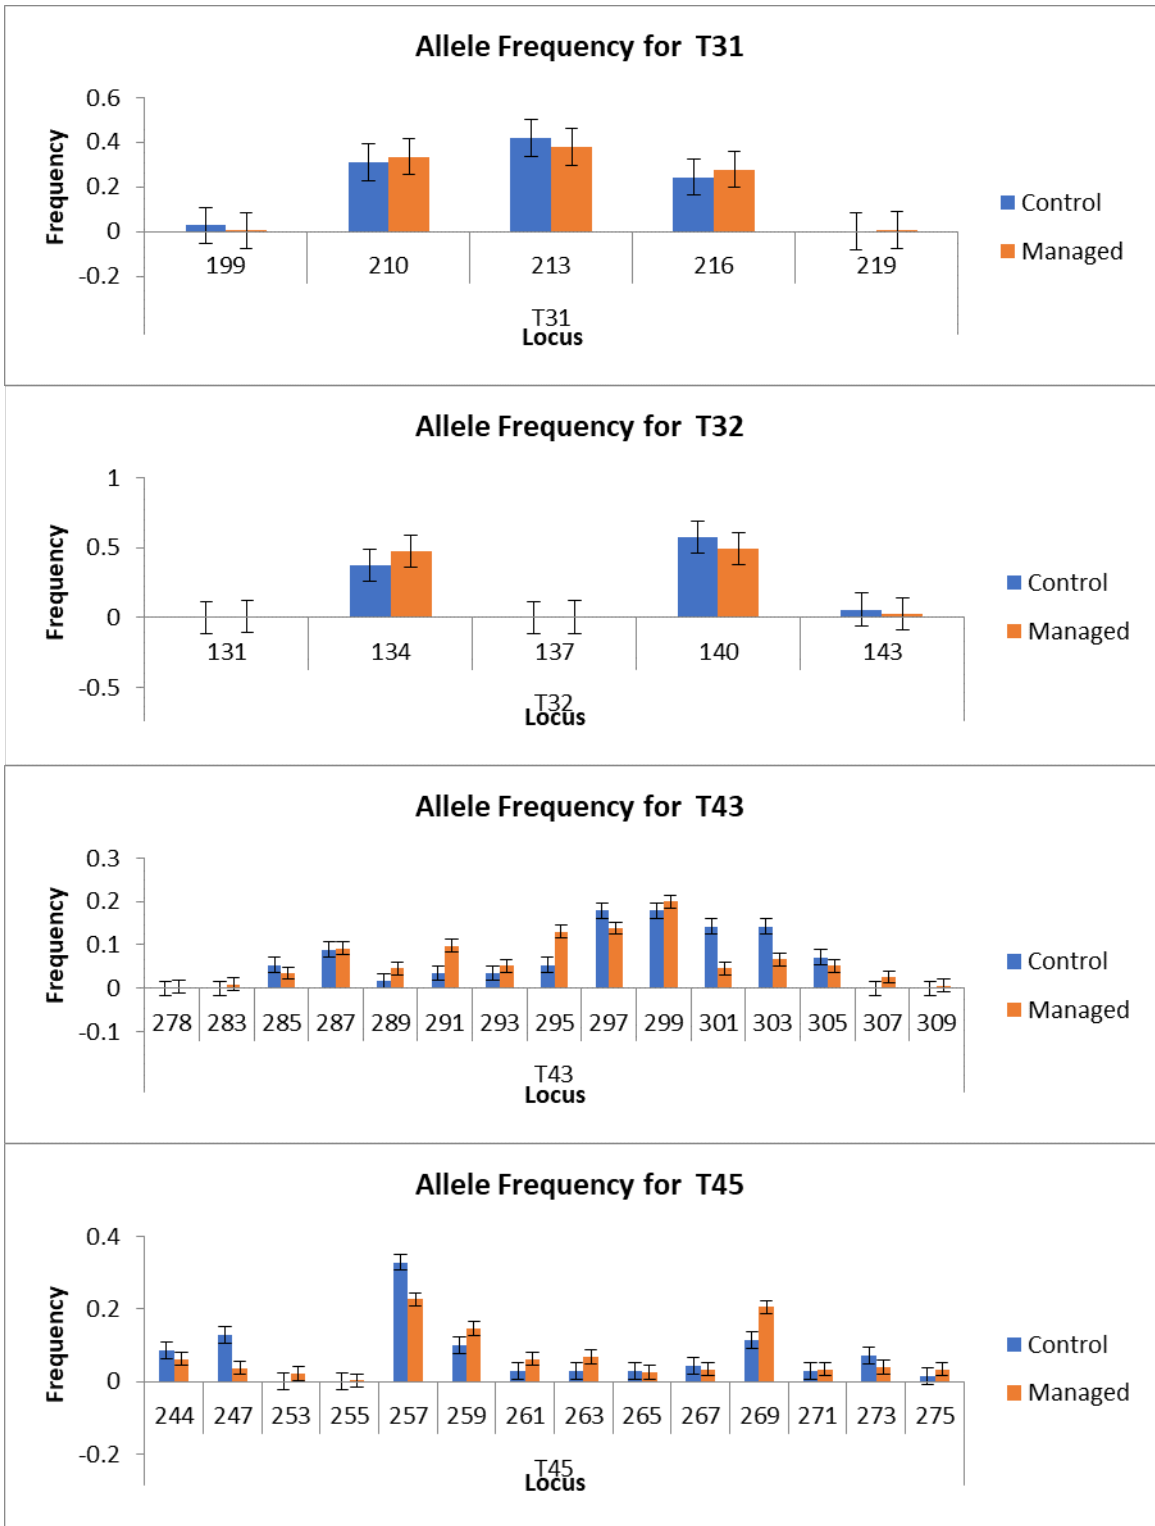 Allele Frequency for T31
0.6
0.4
0.2
0
-0.2
Frequency
199 210 213 216 219
T31
Locus
Control
Managed
Allele Frequency for T32
1
0.5
0
-0.5
Frequency
131 134 137 140 143
T32
Locus
Control
Managed
Allele Frequency for T43
0.3
0.2
0.1
0
-0.1
Frequency
278 283 285 287 289 291 293 295 297 299 301 303 305 307 309
T43
Locus
Control
Managed
Allele Frequency for T45
0.4
0.2
0
-0.2
Frequency
244 247 253 255 257 259 261 263 265 267 269 271 273 275
T45
Locus
Control
Managed